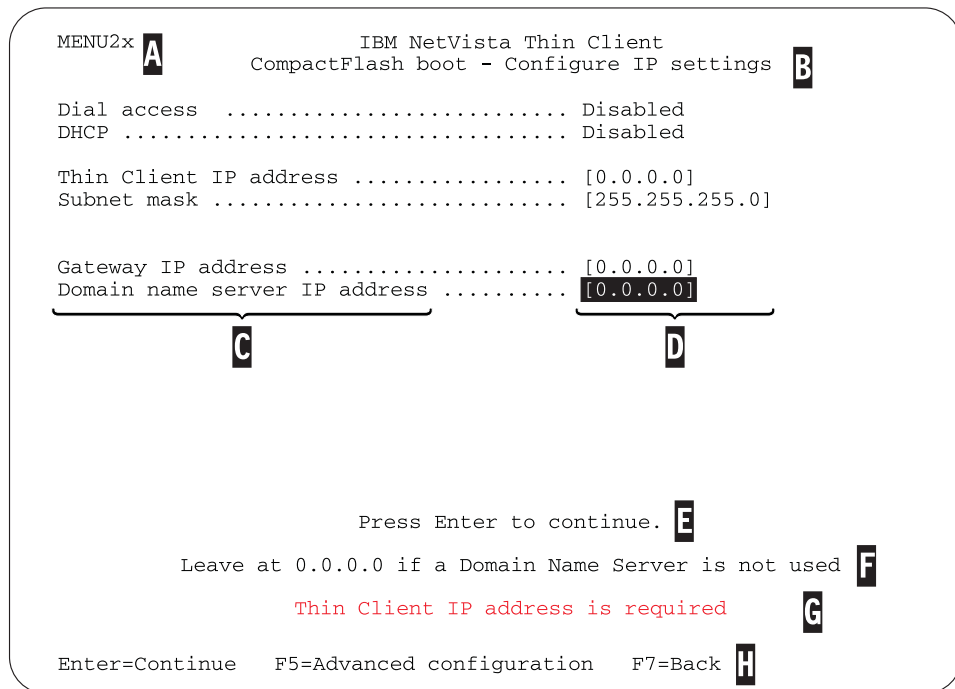 MENU2x A IBM NetVista Thin Client
CompactFlash boot - Configure IP settings B
Dial access ........................... Disabled
DHCP ................................... Disabled
Thin Client IP address ................. [0.0.0.0]
Subnet mask ............................ [255.255.255.0]
Gateway IP address ..................... [0.0.0.0]
Domain name server IP address .......... [0.0.0.0]
C D
Press Enter to continue. E
Leave at 0.0.0.0 if a Domain Name Server is not used F
Thin Client IP address is required G
Enter=Continue F5=Advanced configuration F7=Back H